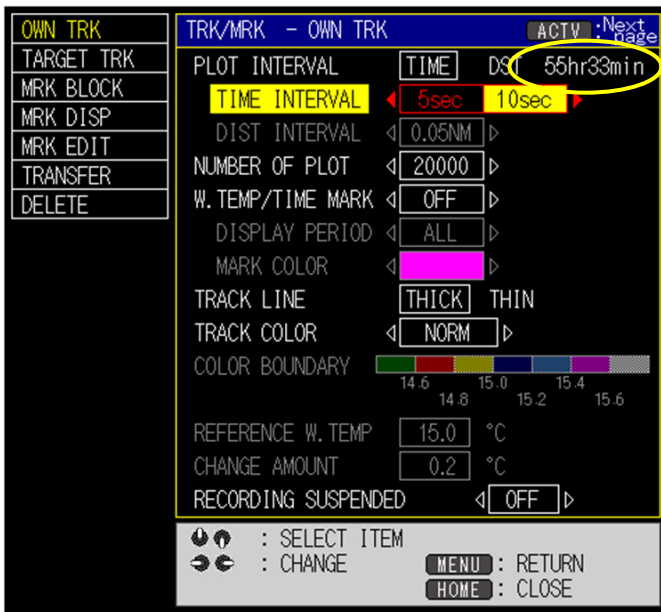 OWN TRK
TARGET TRK
MRK BLOCK
MRK DISP
MRK EDIT
TRANSFER
DELETE
TRK/MRK - OWN TRK ACTV :Next page
PLOT INTERVAL TIME DST 55hr33min
TIME INTERVAL 5sec 10sec
DIST INTERVAL 0.05NM
NUMBER OF PLOT 20000
W.TEMP/TIME MARK OFF
DISPLAY PERIOD ALL
MARK COLOR
TRACK LINE THICK THIN
TRACK COLOR NORM
COLOR BOUNDARY
14.6 15.0 15.4
14.8 15.2 15.6
REFERENCE W.TEMP 15.0 °C
CHANGE AMOUNT 0.2 °C
RECORDING SUSPENDED OFF
: SELECT ITEM
: CHANGE MENU : RETURN
HOME : CLOSE